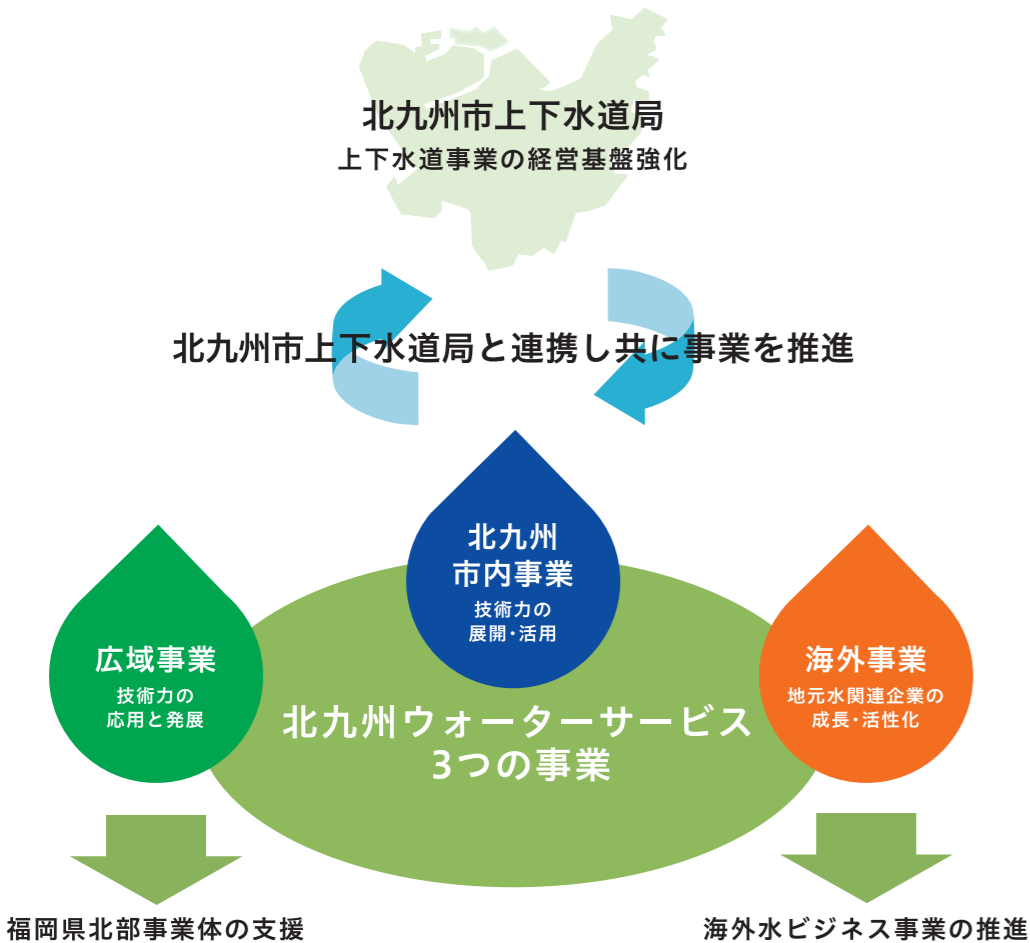 北九州市上下水道局
上下水道事業の経営基盤強化
北九州市上下水道局と連携し共に事業を推進
北九州
市内事業
技術力の
展開・活用
広域事業
技術力の
応用と発展
海外事業
地元水関連企業の
成長・活性化
北九州ウォーターサービス
3つの事業
福岡県北部事業体の支援
海外水ビジネス事業の推進